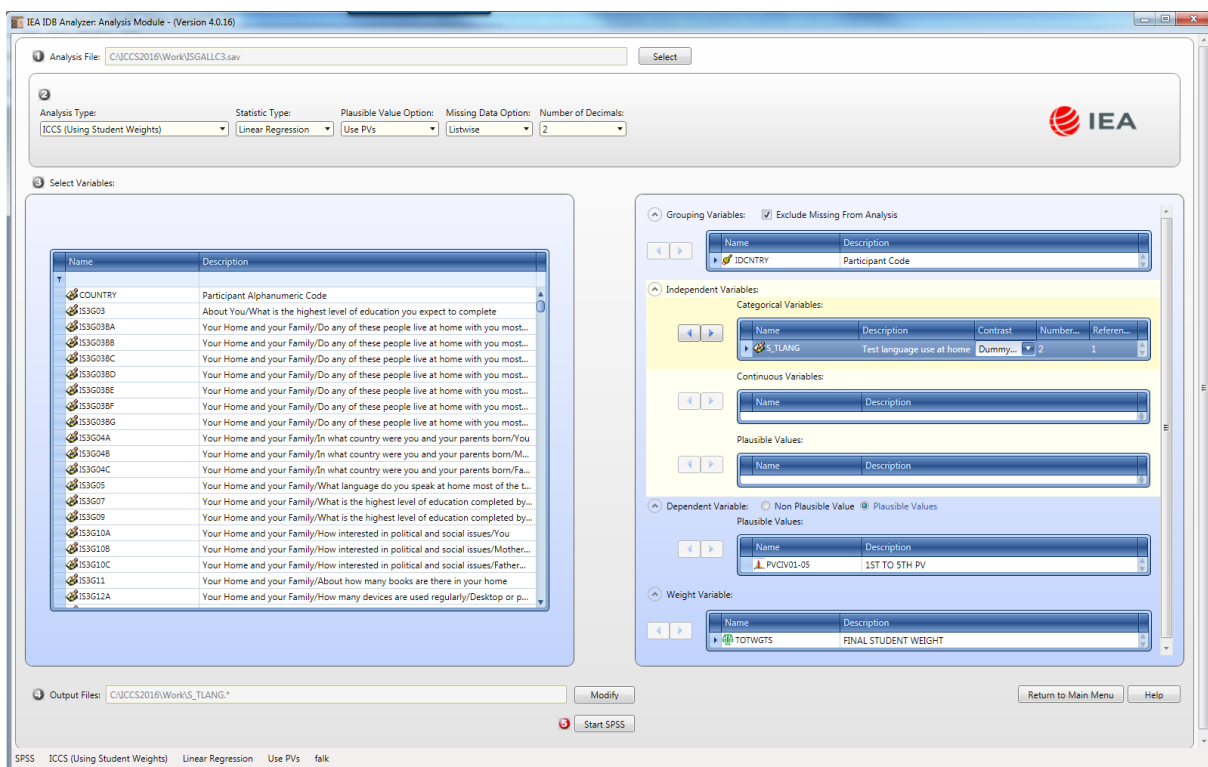 IEA IDB Analyzer: Analysis Module - (Version 4.0.16)
1 Analysis File: C:\ICCS2016\Work\ISGALLC3.sav Select
2
Analysis Type: Statistic Type: Plausible Value Option: Missing Data Option: Number of Decimals:
ICCS (Using Student Weights) Linear Regression Use PVs Listwise 2
IEA
3 Select Variables:
Name Description
COUNTRY Participant Alphanumeric Code
IS3G03 About You/What is the highest level of education you expect to complete
IS3G03BA Your Home and your Family/Do any of these people live at home with you most...
IS3G03BB Your Home and your Family/Do any of these people live at home with you most...
IS3G03BC Your Home and your Family/Do any of these people live at home with you most...
IS3G03BD Your Home and your Family/Do any of these people live at home with you most...
IS3G03BE Your Home and your Family/Do any of these people live at home with you most...
IS3G03BF Your Home and your Family/Do any of these people live at home with you most...
IS3G03BG Your Home and your Family/Do any of these people live at home with you most...
IS3G04A Your Home and your Family/In what country were you and your parents born/You
IS3G04B Your Home and your Family/In what country were you and your parents born/M...
IS3G04C Your Home and your Family/In what country were you and your parents born/Fa...
IS3G05 Your Home and your Family/What language do you speak at home most of the t...
IS3G07 Your Home and your Family/What is the highest level of education completed by...
IS3G09 Your Home and your Family/What is the highest level of education completed by...
IS3G10A Your Home and your Family/How interested in political and social issues/You
IS3G10B Your Home and your Family/How interested in political and social issues/Mother...
IS3G10C Your Home and your Family/How interested in political and social issues/Father...
IS3G11 Your Home and your Family/About how many books are there in your home
IS3G12A Your Home and your Family/How many devices are used regularly/Desktop or p...
Grouping Variables: Exclude Missing From Analysis
Name Description
IDCNTRY Participant Code
Independent Variables:
Categorical Variables:
Name Description Contrast Number... Referen...
S_TLANG Test language use at home Dummy... 2 1
Continuous Variables:
Name Description
Plausible Values:
Name Description
Dependent Variable: Non Plausible Value Plausible Values
Plausible Values:
Name Description
PVCIV01-05 1ST TO 5TH PV
Weight Variable:
Name Description
TOTWGTS FINAL STUDENT WEIGHT
4 Output Files: C:\ICCS2016\Work\S_TLANG.* Modify Return to Main Menu Help
5 Start SPSS
SPSS ICCS (Using Student Weights) Linear Regression Use PVs falk